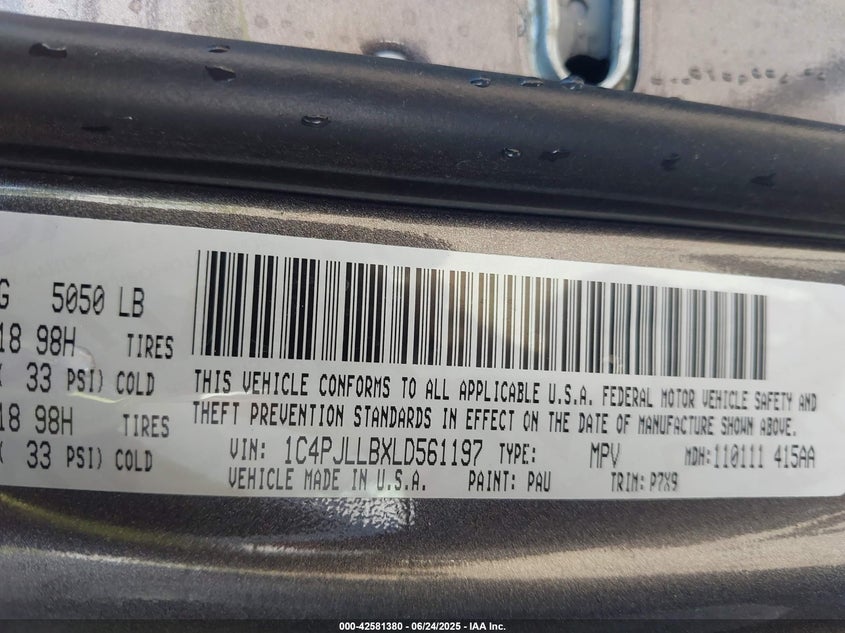 G 5050 LB
18 98H TIRES
( 33 PSI) COLD
18 98H TIRES
( 33 PSI) COLD
THIS VEHICLE CONFORMS TO ALL APPLICABLE U.S.A. FEDERAL MOTOR VEHICLE SAFETY AND
THEFT PREVENTION STANDARDS IN EFFECT ON THE DATE OF MANUFACTURE SHOWN ABOVE.
VIN: 1C4PJLLBXLD561197 TYPE: MPV MDH: 110111 415AA
VEHICLE MADE IN U.S.A. PAINT: PAU TRIM: P7X9
000-42581380 - 06/24/2025 - IAA Inc.